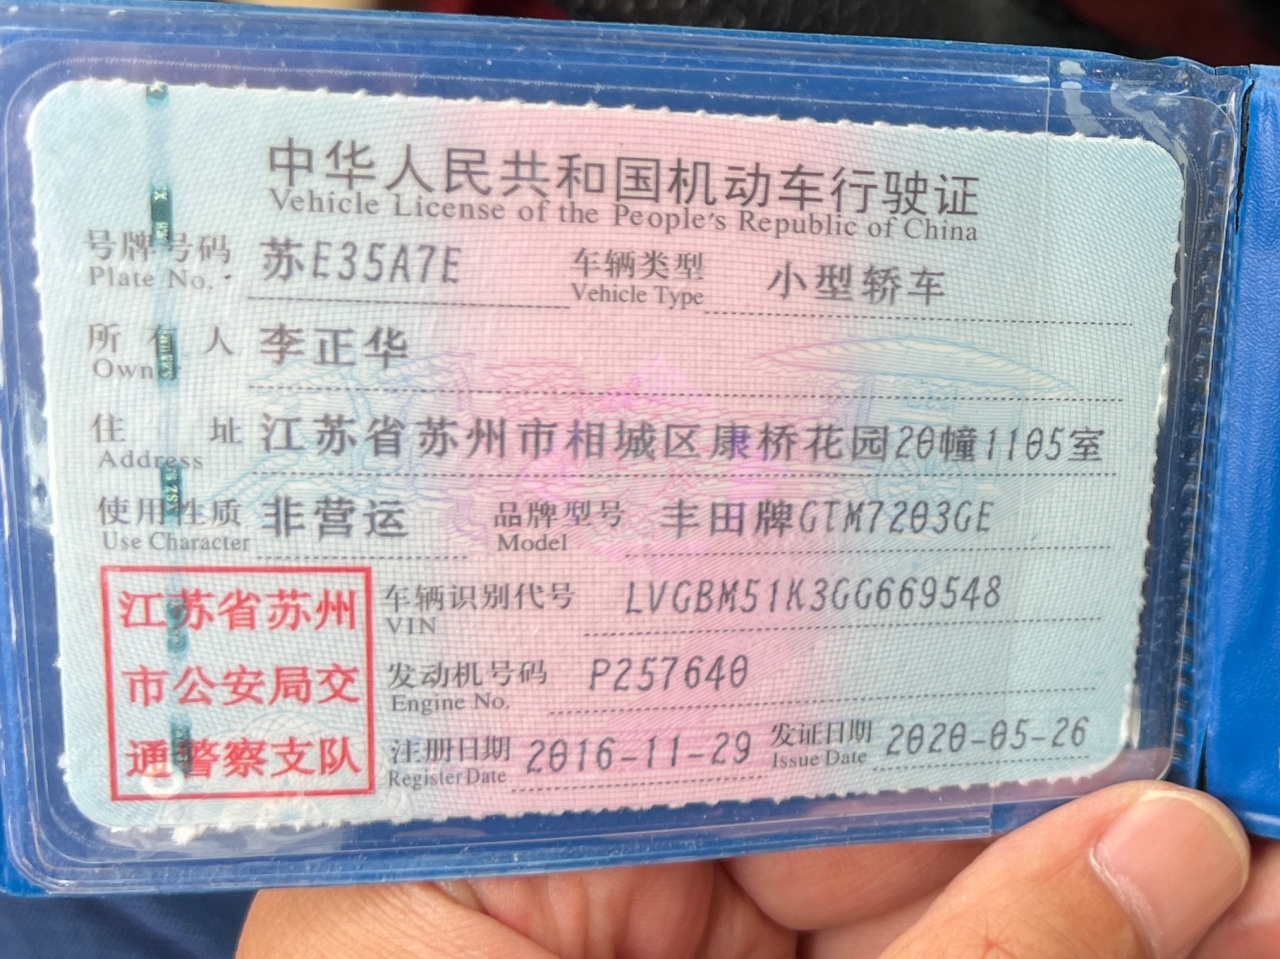 中华人民共和国机动车行驶证
Vehicle License of the People's Republic of China
号牌号码 苏E35A7E 车辆类型 小型轿车
Plate No. Vehicle Type
所有人 李正华
Owner
住址 江苏省苏州市相城区康桥花园20幢1105室
Address
使用性质 非营运 品牌型号 丰田牌GTM7203GE
Use Character Model
江苏省苏州
市公安局交
通警察支队
车辆识别代号 LVGBM51K3GG669548
VIN
发动机号码 P257640
Engine No.
注册日期 2016-11-29 发证日期 2020-05-26
Register Date Issue Date